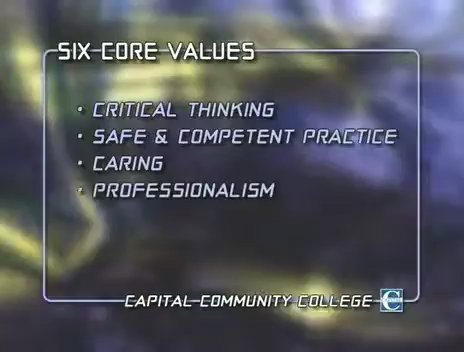 SIX CORE VALUES
• CRITICAL THINKING
• SAFE & COMPETENT PRACTICE
• CARING
• PROFESSIONALISM
CAPITAL COMMUNITY COLLEGE